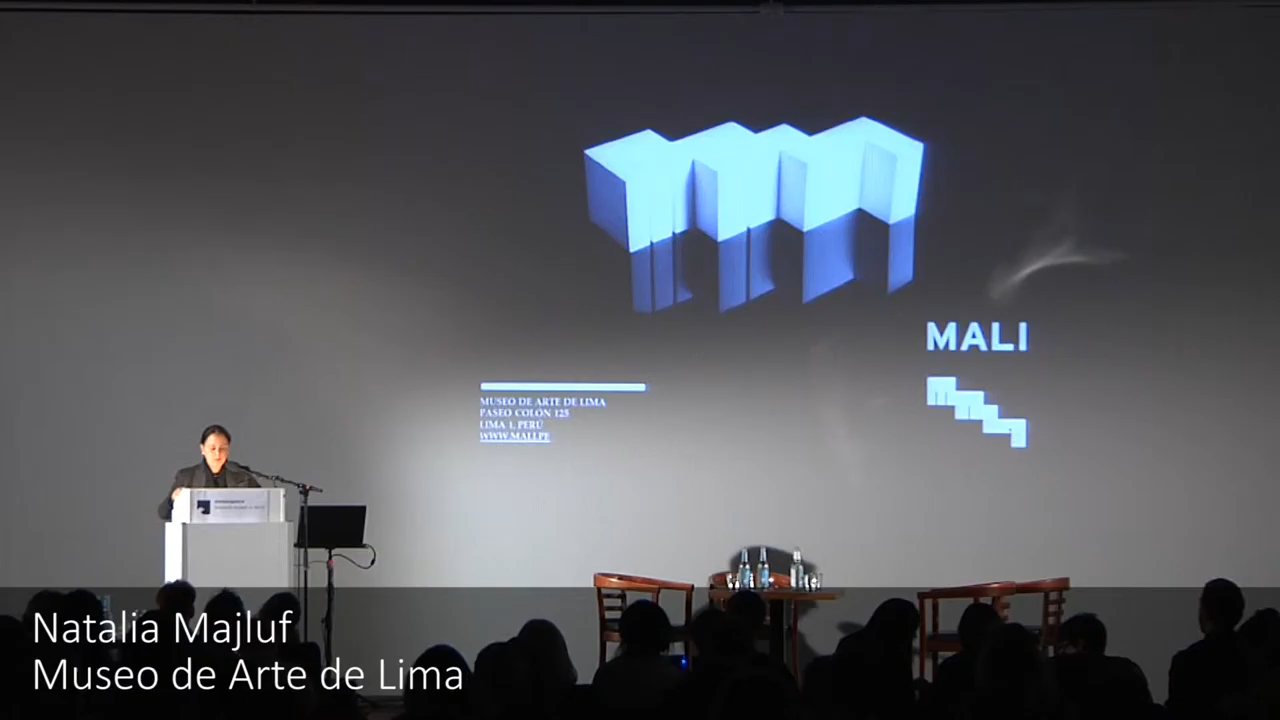 MALI
MUSEO DE ARTE DE LIMA
PASEO COLÓN 125
LIMA 1, PERÚ
WWW.MALI.PE
Natalia Majluf
Museo de Arte de Lima